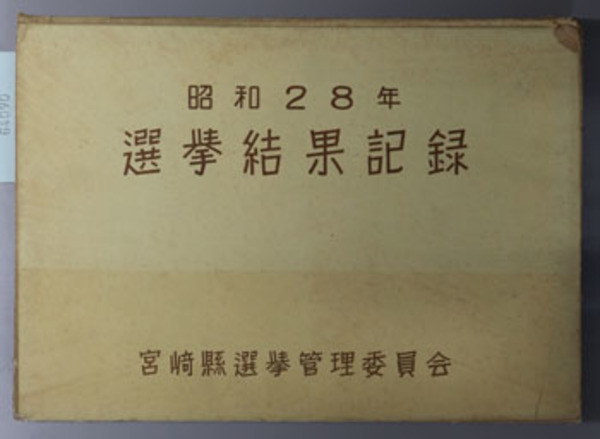 昭和28年
選挙結果記録
宮崎縣選挙管理委員会